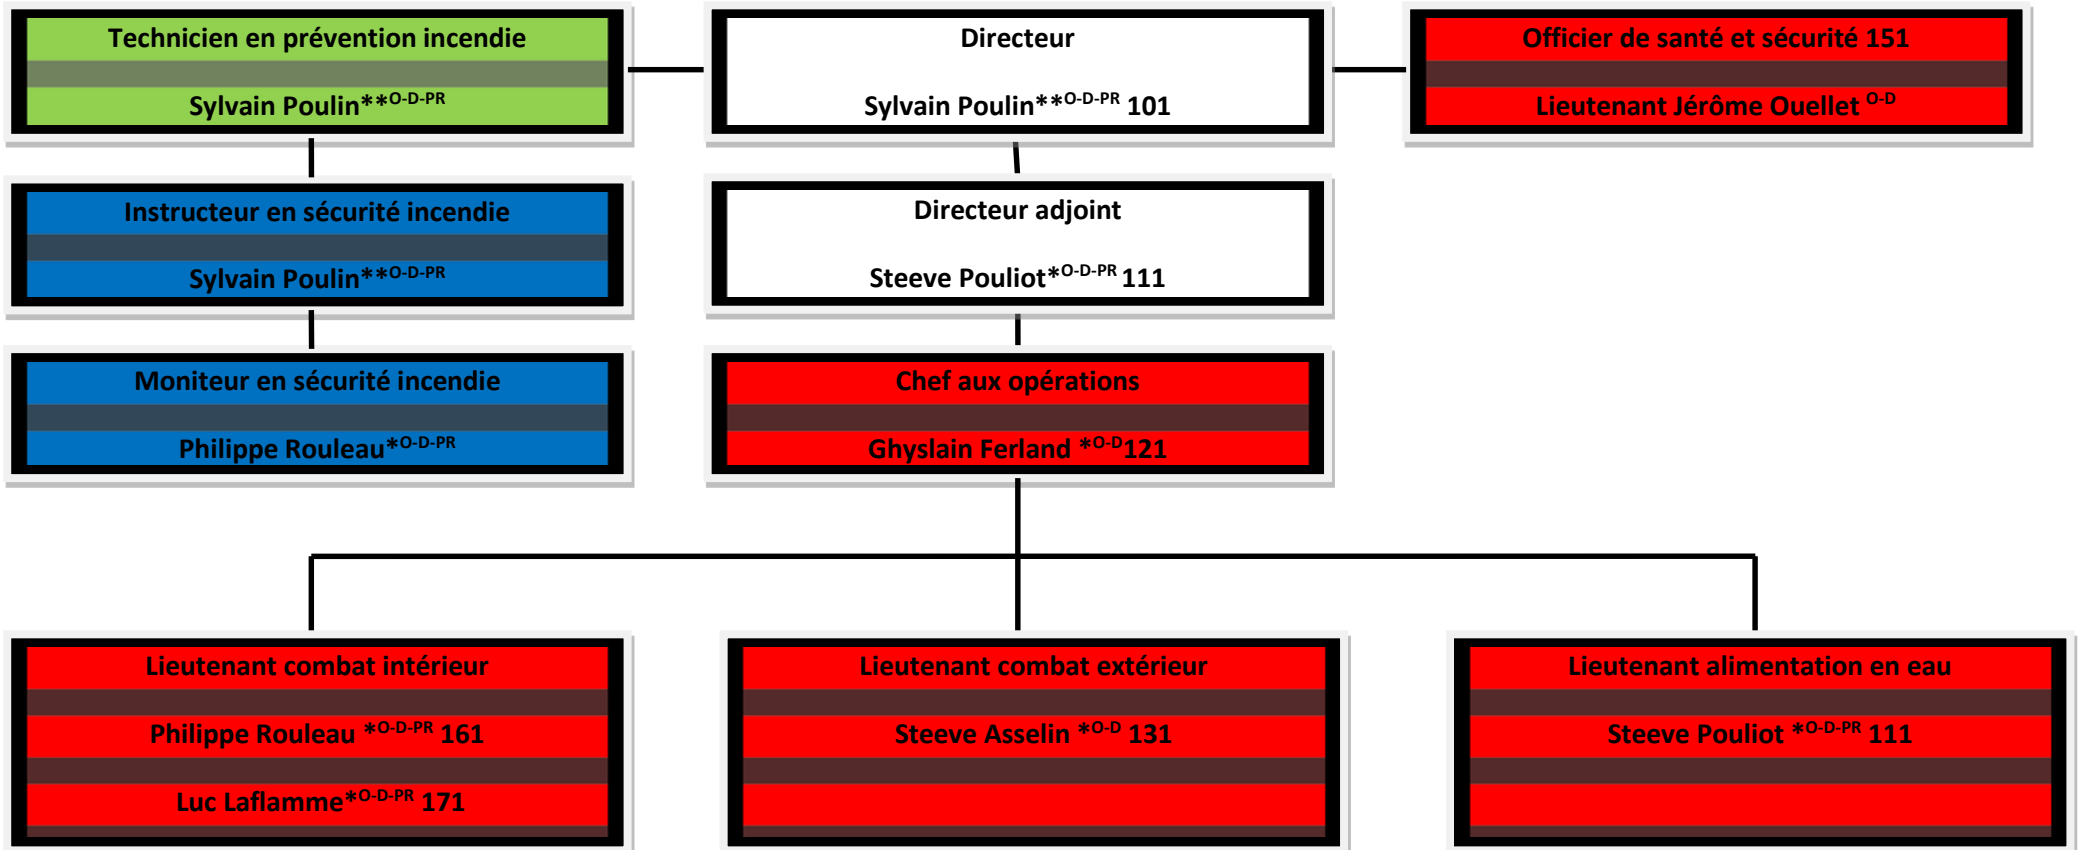 Technicien en prévention incendie
Sylvain Poulin**O-D-PR
Directeur
Sylvain Poulin**O-D-PR 101
Officier de santé et sécurité 151
Lieutenant Jérôme Ouellet O-D
Instructeur en sécurité incendie
Sylvain Poulin**O-D-PR
Directeur adjoint
Steeve Pouliot*O-D-PR 111
Moniteur en sécurité incendie
Philippe Rouleau*O-D-PR
Chef aux opérations
Ghyslain Ferland *O-D121
Lieutenant combat intérieur
Philippe Rouleau *O-D-PR 161
Luc Laflamme*O-D-PR 171
Lieutenant combat extérieur
Steeve Asselin *O-D 131
Lieutenant alimentation en eau
Steeve Pouliot *O-D-PR 111